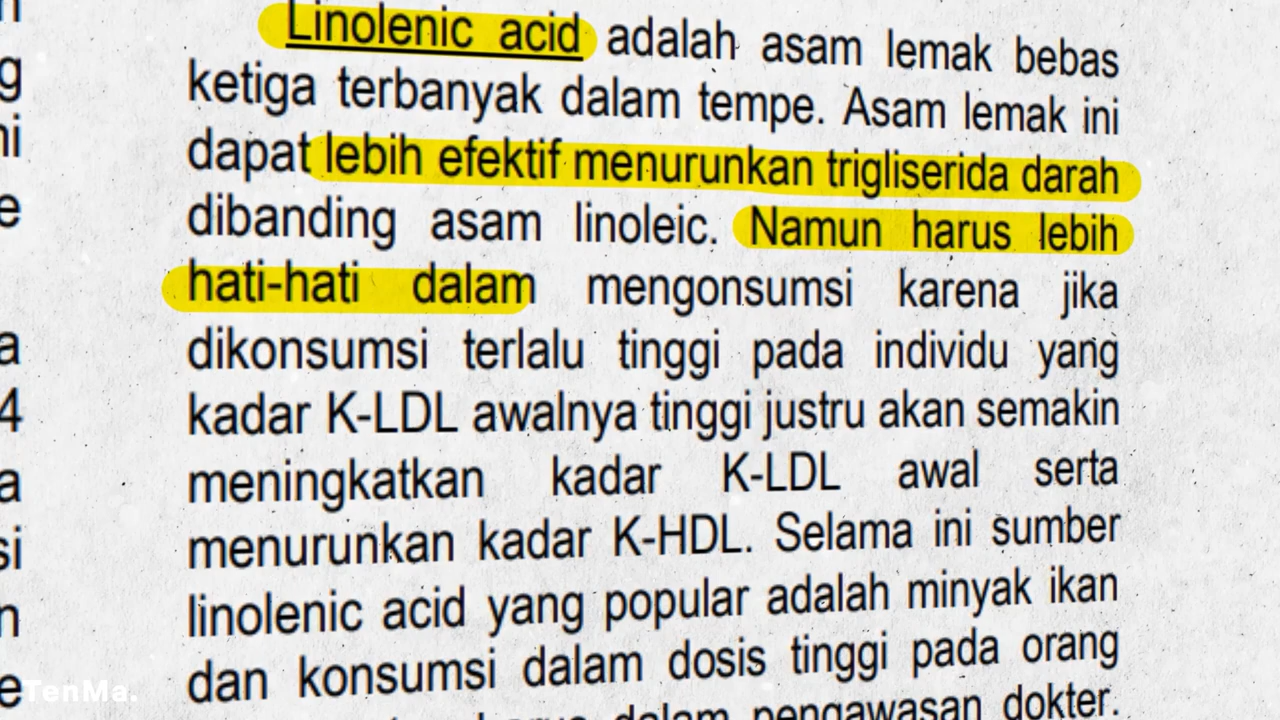 Linolenic acid adalah asam lemak bebas
ketiga terbanyak dalam tempe. Asam lemak ini
dapat lebih efektif menurunkan trigliserida darah
dibanding asam linoleic. Namun harus lebih
hati-hati dalam mengonsumsi karena jika
dikonsumsi terlalu tinggi pada individu yang
kadar K-LDL awalnya tinggi justru akan semakin
meningkatkan kadar K-LDL awal serta
menurunkan kadar K-HDL. Selama ini sumber
linolenic acid yang popular adalah minyak ikan
dan konsumsi dalam dosis tinggi pada orang
dalam pengawasan dokter.
TenMa.